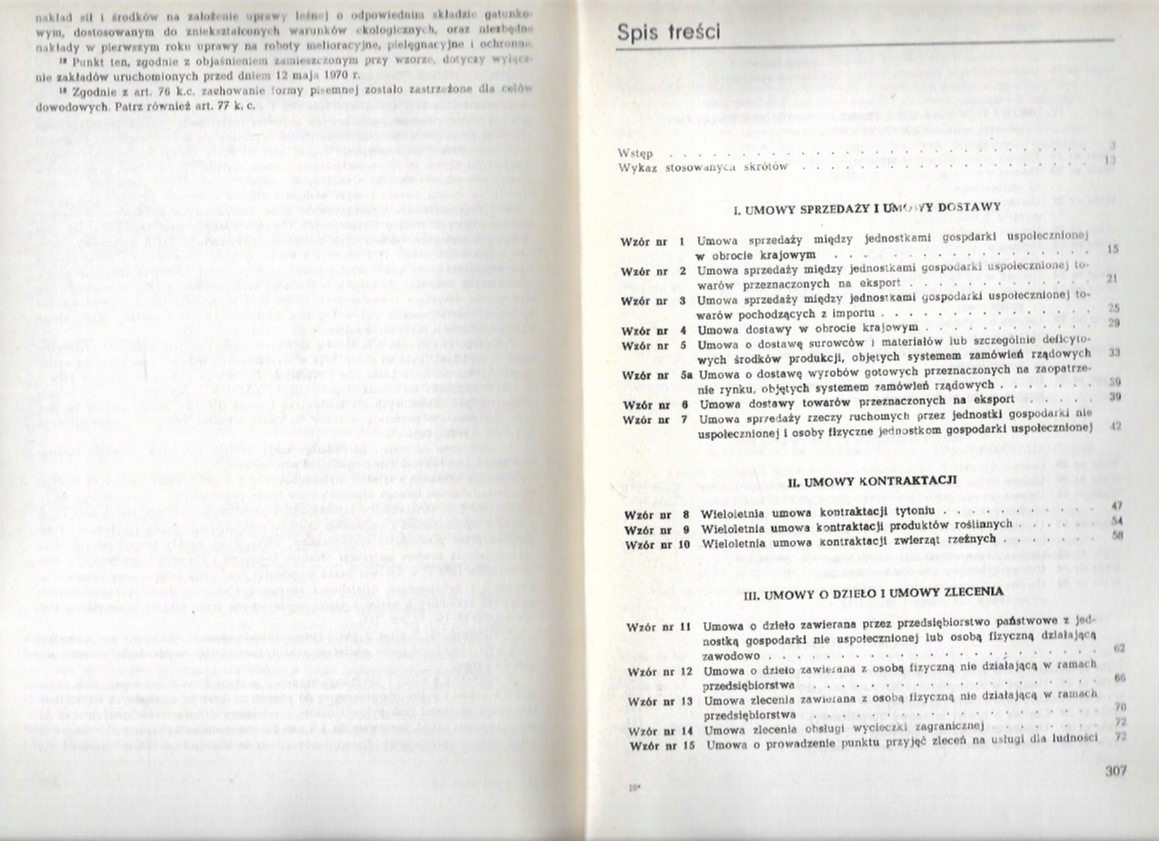 nakład sił i środków na założenie uprawy leśnej o odpowiednim składzie gatunko-
wym, dostosowanym do zniekształconych warunków ekologicznych, oraz niezbędne
nakłady w pierwszym roku uprawy na roboty melioracyjne, pielęgnacyjne i ochronne.
Punkt ten, zgodnie z objaśnieniem zamieszczonym przy wzorze, dotyczy wyłącz-
nie zakładów uruchomionych przed dniem 12 maja 1970 r.
Zgodnie z art. 76 k.c. zachowanie formy pisemnej zostało zastrzeżone dla celów
dowodowych. Patrz również art. 77 k. c.
Spis treści
Wstęp . . . . . . . . . . 3
Wykaz stosowanych skrótów . . . . . . . . . . 13
I. UMOWY SPRZEDAŻY I UMOWY DOSTAWY
Wzór nr 1 Umowa sprzedaży między jednostkami gospdarki uspołecznionej
w obrocie krajowym . . . . . . . . . . 15
Wzór nr 2 Umowa sprzedaży między jednostkami gospodarki uspołecznionej to-
warów przeznaczonych na eksport . . . . . . . . . . 21
Wzór nr 3 Umowa sprzedaży między jednostkami gospodarki uspołecznionej to-
warów pochodzących z importu . . . . . . . . . . 25
Wzór nr 4 Umowa dostawy w obrocie krajowym . . . . . . . . . . 29
Wzór nr 5 Umowa o dostawę surowców i materiałów lub szczególnie deficyto-
wych środków produkcji, objętych systemem zamówień rządowych 33
Wzór nr 5a Umowa o dostawę wyrobów gotowych przeznaczonych na zaopatrze-
nie rynku, objętych systemem zamówień rządowych . . . . . . . 39
Wzór nr 6 Umowa dostawy towarów przeznaczonych na eksport . . . . . 39
Wzór nr 7 Umowa sprzedaży rzeczy ruchomych przez jednostki gospodarki nie
uspołecznionej i osoby fizyczne jednostkom gospodarki uspołecznionej 42
II. UMOWY KONTRAKTACJI
Wzór nr 8 Wieloletnia umowa kontraktacji tytoniu . . . . . . . . . . 47
Wzór nr 9 Wieloletnia umowa kontraktacji produktów roślinnych . . . . . . 54
Wzór nr 10 Wieloletnia umowa kontraktacji zwierząt rzeźnych . . . . . . . 58
III. UMOWY O DZIEŁO I UMOWY ZLECENIA
Wzór nr 11 Umowa o dzieło zawierana przez przedsiębiorstwo państwowe z jed-
nostką gospodarki nie uspołecznionej lub osobą fizyczną działającą
zawodowo . . . . . . . . . . 62
Wzór nr 12 Umowa o dzieło zawierana z osobą fizyczną nie działającą w ramach
przedsiębiorstwa . . . . . . . . . . 66
Wzór nr 13 Umowa zlecenia zawierana z osobą fizyczną nie działającą w ramach
przedsiębiorstwa . . . . . . . . . . 70
Wzór nr 14 Umowa zlecenia obsługi wycieczki zagranicznej . . . . . . . . 72
Wzór nr 15 Umowa o prowadzenie punktu przyjęć zleceń na usługi dla ludności 72
20*
307